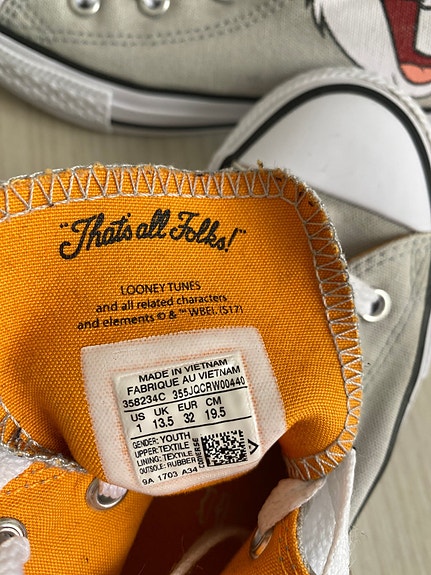 "That's all Folks!"
LOONEY TUNES
and all related characters
and elements © & ™ WBEI. (S17)
MADE IN VIETNAM
FABRIQUE AU VIETNAM
358234C 355JQCRW00440
US UK EUR CM
1 13.5 32 19.5
GENDER: YOUTH
UPPER:TEXTILE
LINING: TEXTILE
OUTSOLE: RUBBER
CONVERSE
9A 1703 A34